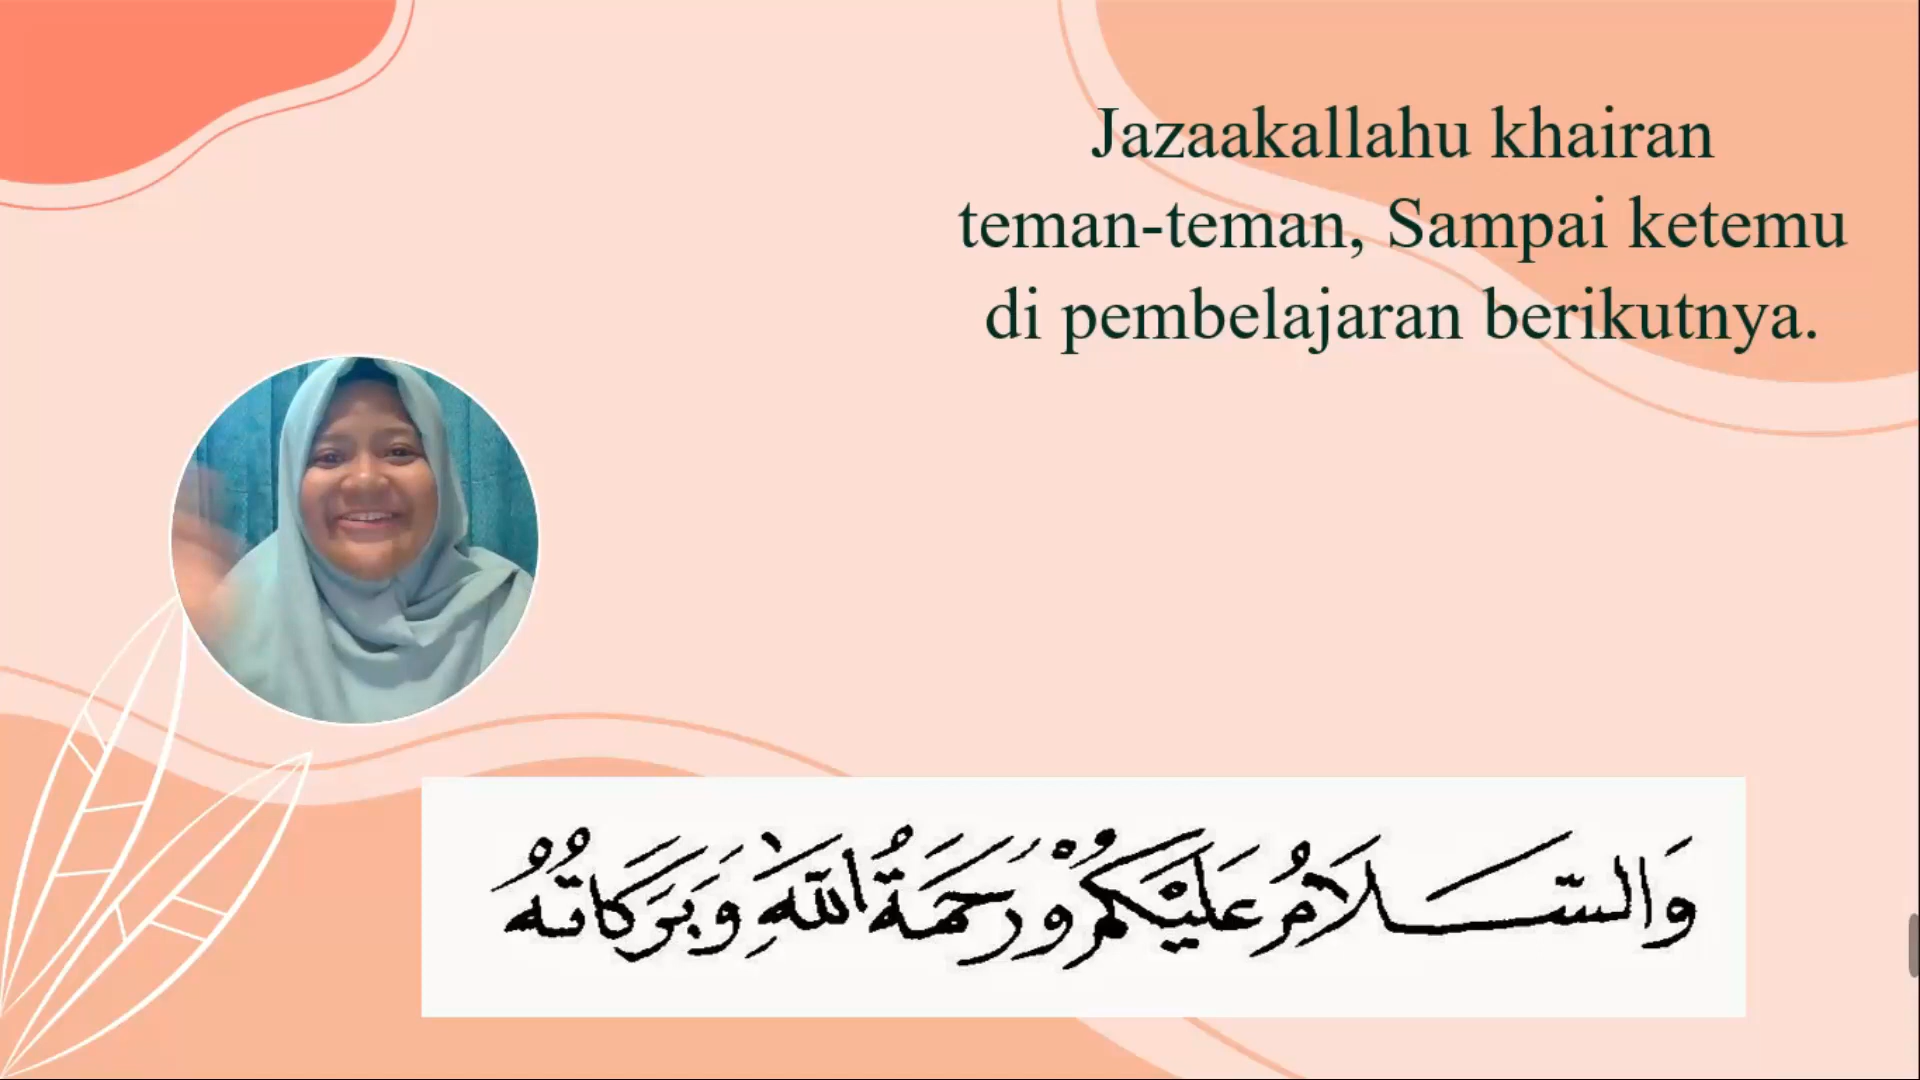 Jazaakallahu khairan
teman-teman, Sampai ketemu
di pembelajaran berikutnya.
وَالسَّلَامُ عَلَيْكُمْ وَرَحْمَةُ اللهِ وَبَرَكَاتُهُ